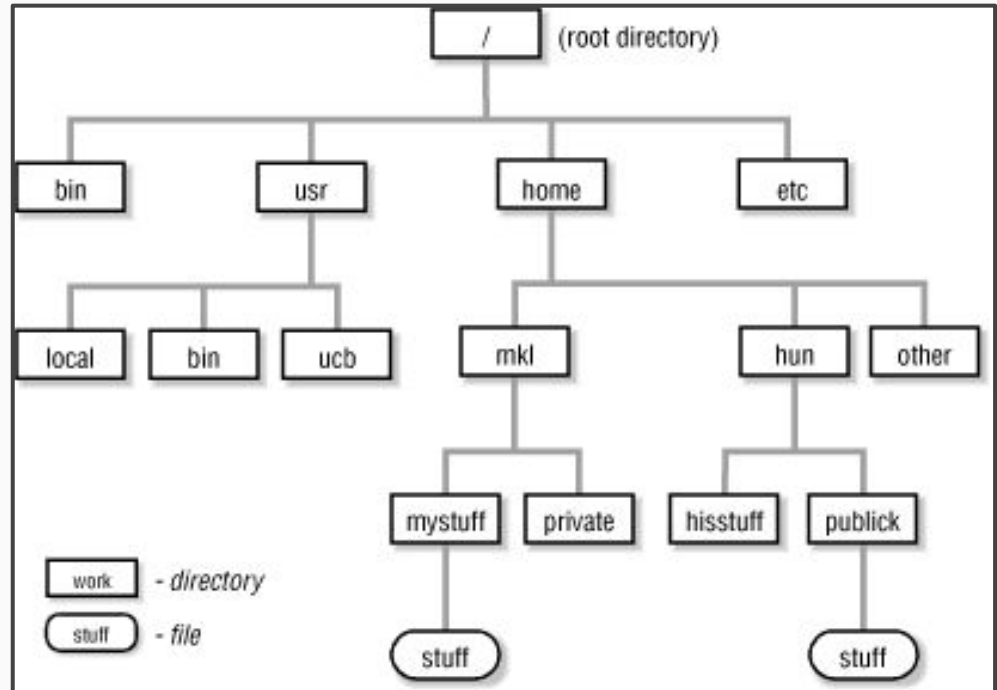 / (root directory)
bin usr home etc
local bin ucb mkl hun other
mystuff private hisstuff publick
work - directory
stuff - file
stuff stuff